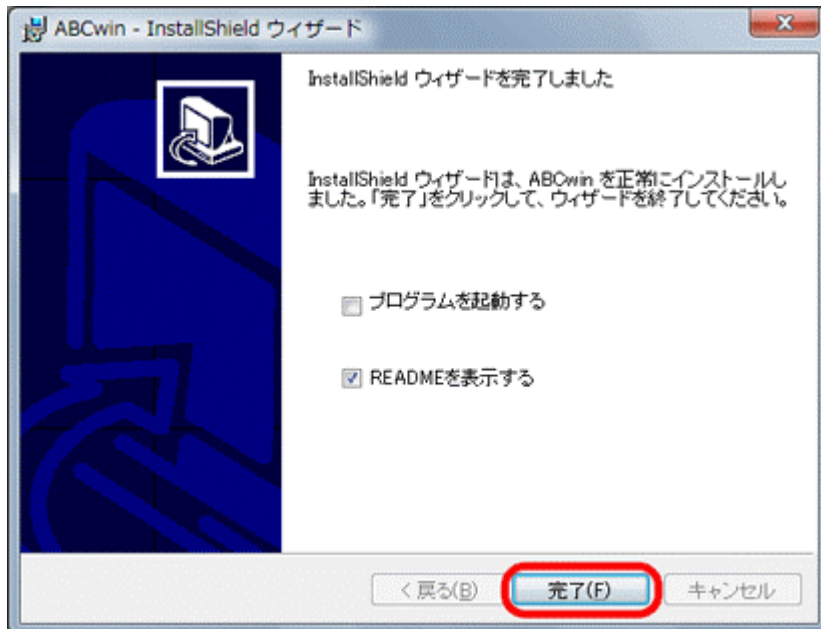 ABCwin - InstallShield ウィザード
InstallShield ウィザードを完了しました
InstallShield ウィザードは、ABCwin を正常にインストールし
ました。「完了」をクリックして、ウィザードを終了してください。
プログラムを起動する
READMEを表示する
< 戻る(B)
完了(F)
キャンセル